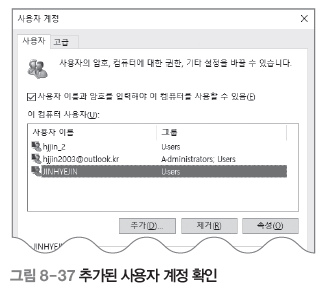 사용자 계정
사용자 고급
사용자의 암호, 컴퓨터에 대한 권한, 기타 설정을 바꿀 수 있습니다.
사용자 이름과 암호를 입력해야 이 컴퓨터를 사용할 수 있음(E)
이 컴퓨터 사용자(U):
사용자 이름 그룹
hjjin_2 Users
hjjin2003@outlook.kr Administrators; Users
JINHYEJIN Users
추가(D)... 제거(R) 속성(O)
그림 8-37 추가된 사용자 계정 확인